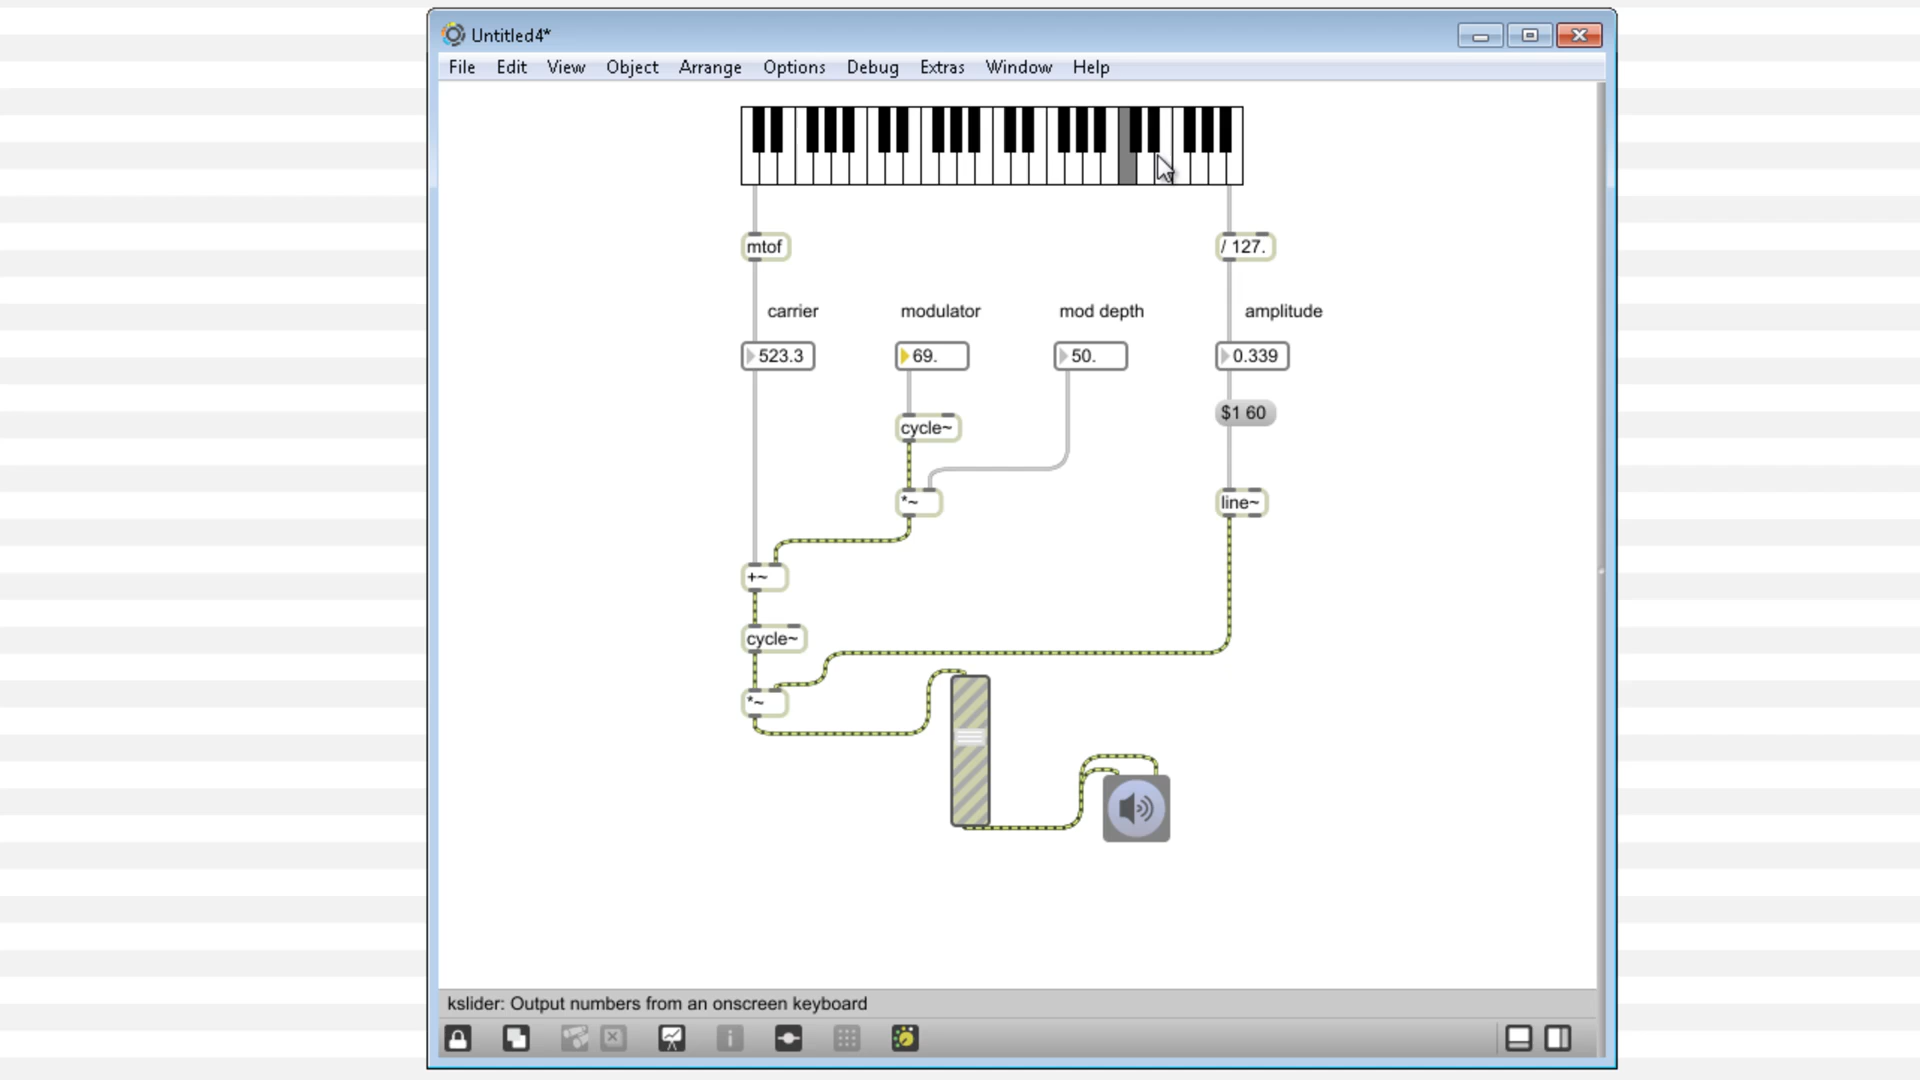 Untitled4*
File Edit View Object Arrange Options Debug Extras Window Help
mtof
/ 127.
carrier modulator mod depth amplitude
523.3 69. 50. 0.339
$1 60
cycle~
*~
line~
+~
cycle~
*~
kslider: Output numbers from an onscreen keyboard